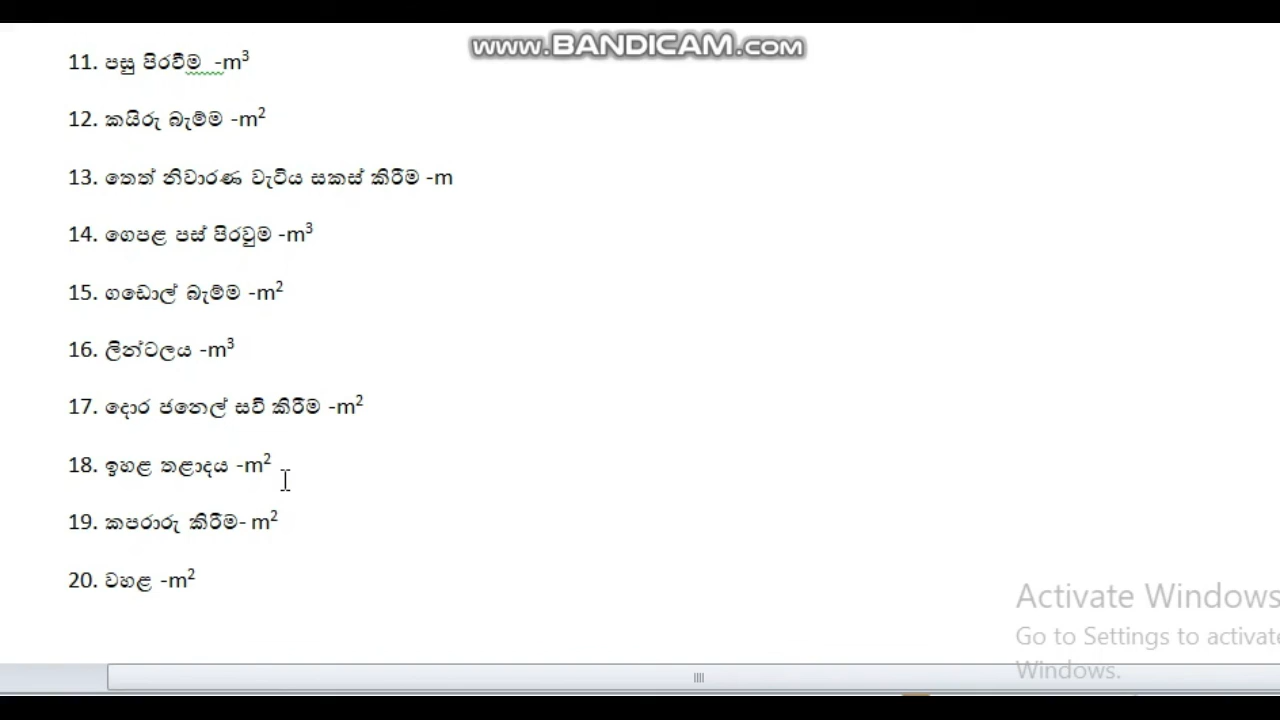 www.BANDICAM.com
11. පසු පිරවීම -m³
12. කයිරු බැම්ම -m²
13. තෙත් නිවාරණ වැටිය සකස් කිරීම -m
14. ගෙපළ පස් පිරවුම -m³
15. ගඩොල් බැම්ම -m²
16. ලින්ටලය -m³
17. දොර ජනෙල් සවි කිරීම -m²
18. ඉහළ තළාදය -m²
19. කපරාරු කිරීම- m²
20. වහළ -m²
Activate Windows
Go to Settings to activate
Windows.